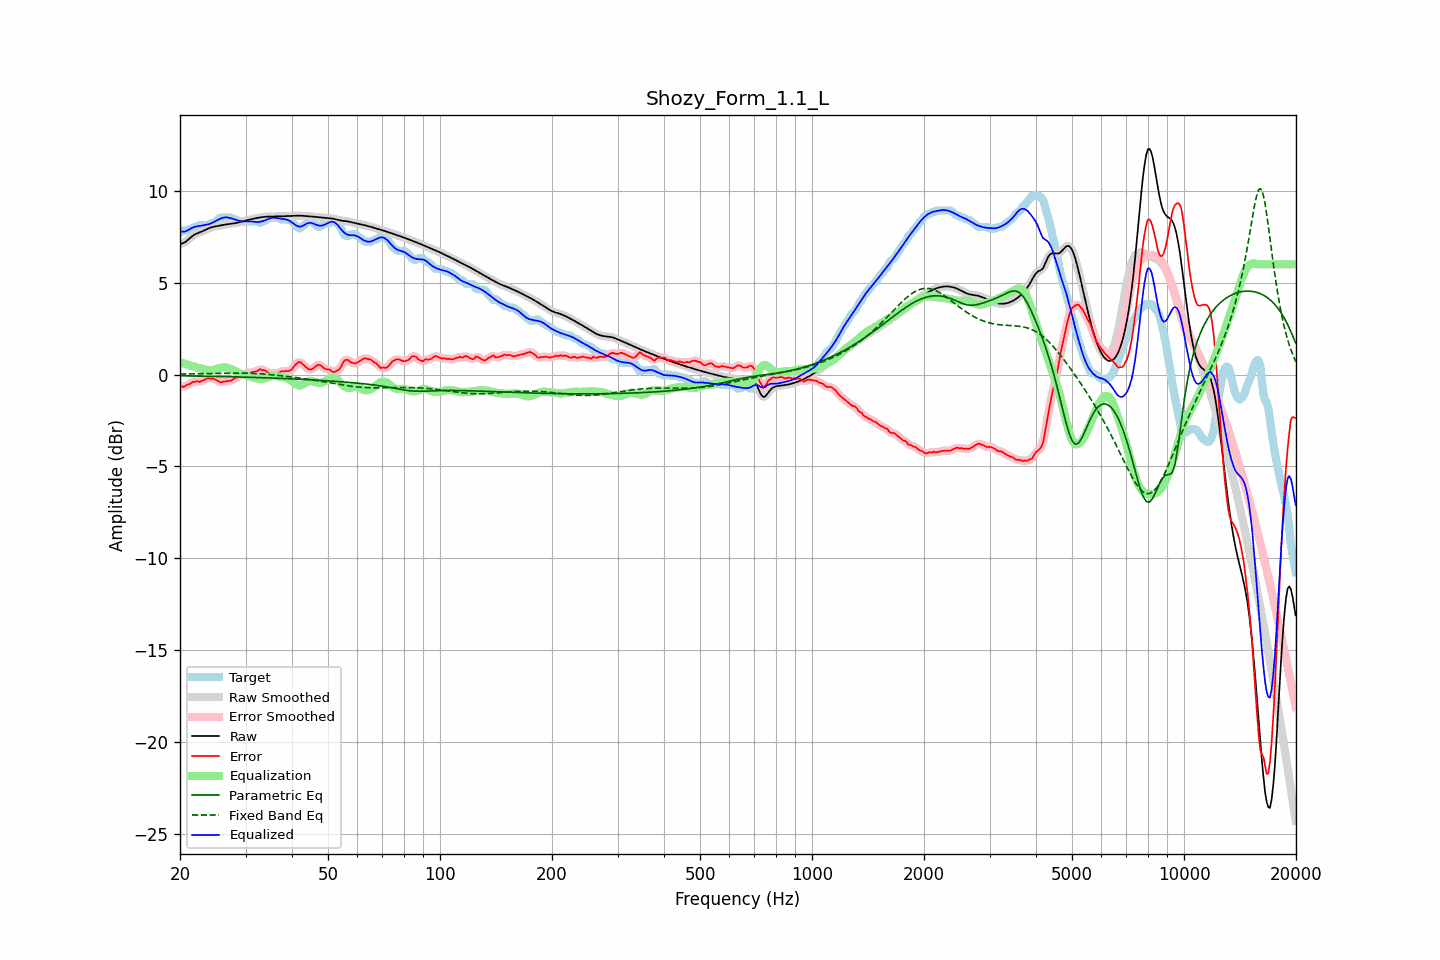 Shozy_Form_1.1_L
10
5
0
−5
−10
−15
−20
−25
Amplitude (dBr)
Target
Raw Smoothed
Error Smoothed
Raw
Error
Equalization
Parametric Eq
Fixed Band Eq
Equalized
20 50 100 200 500 1000 2000 5000 10000 20000
Frequency (Hz)